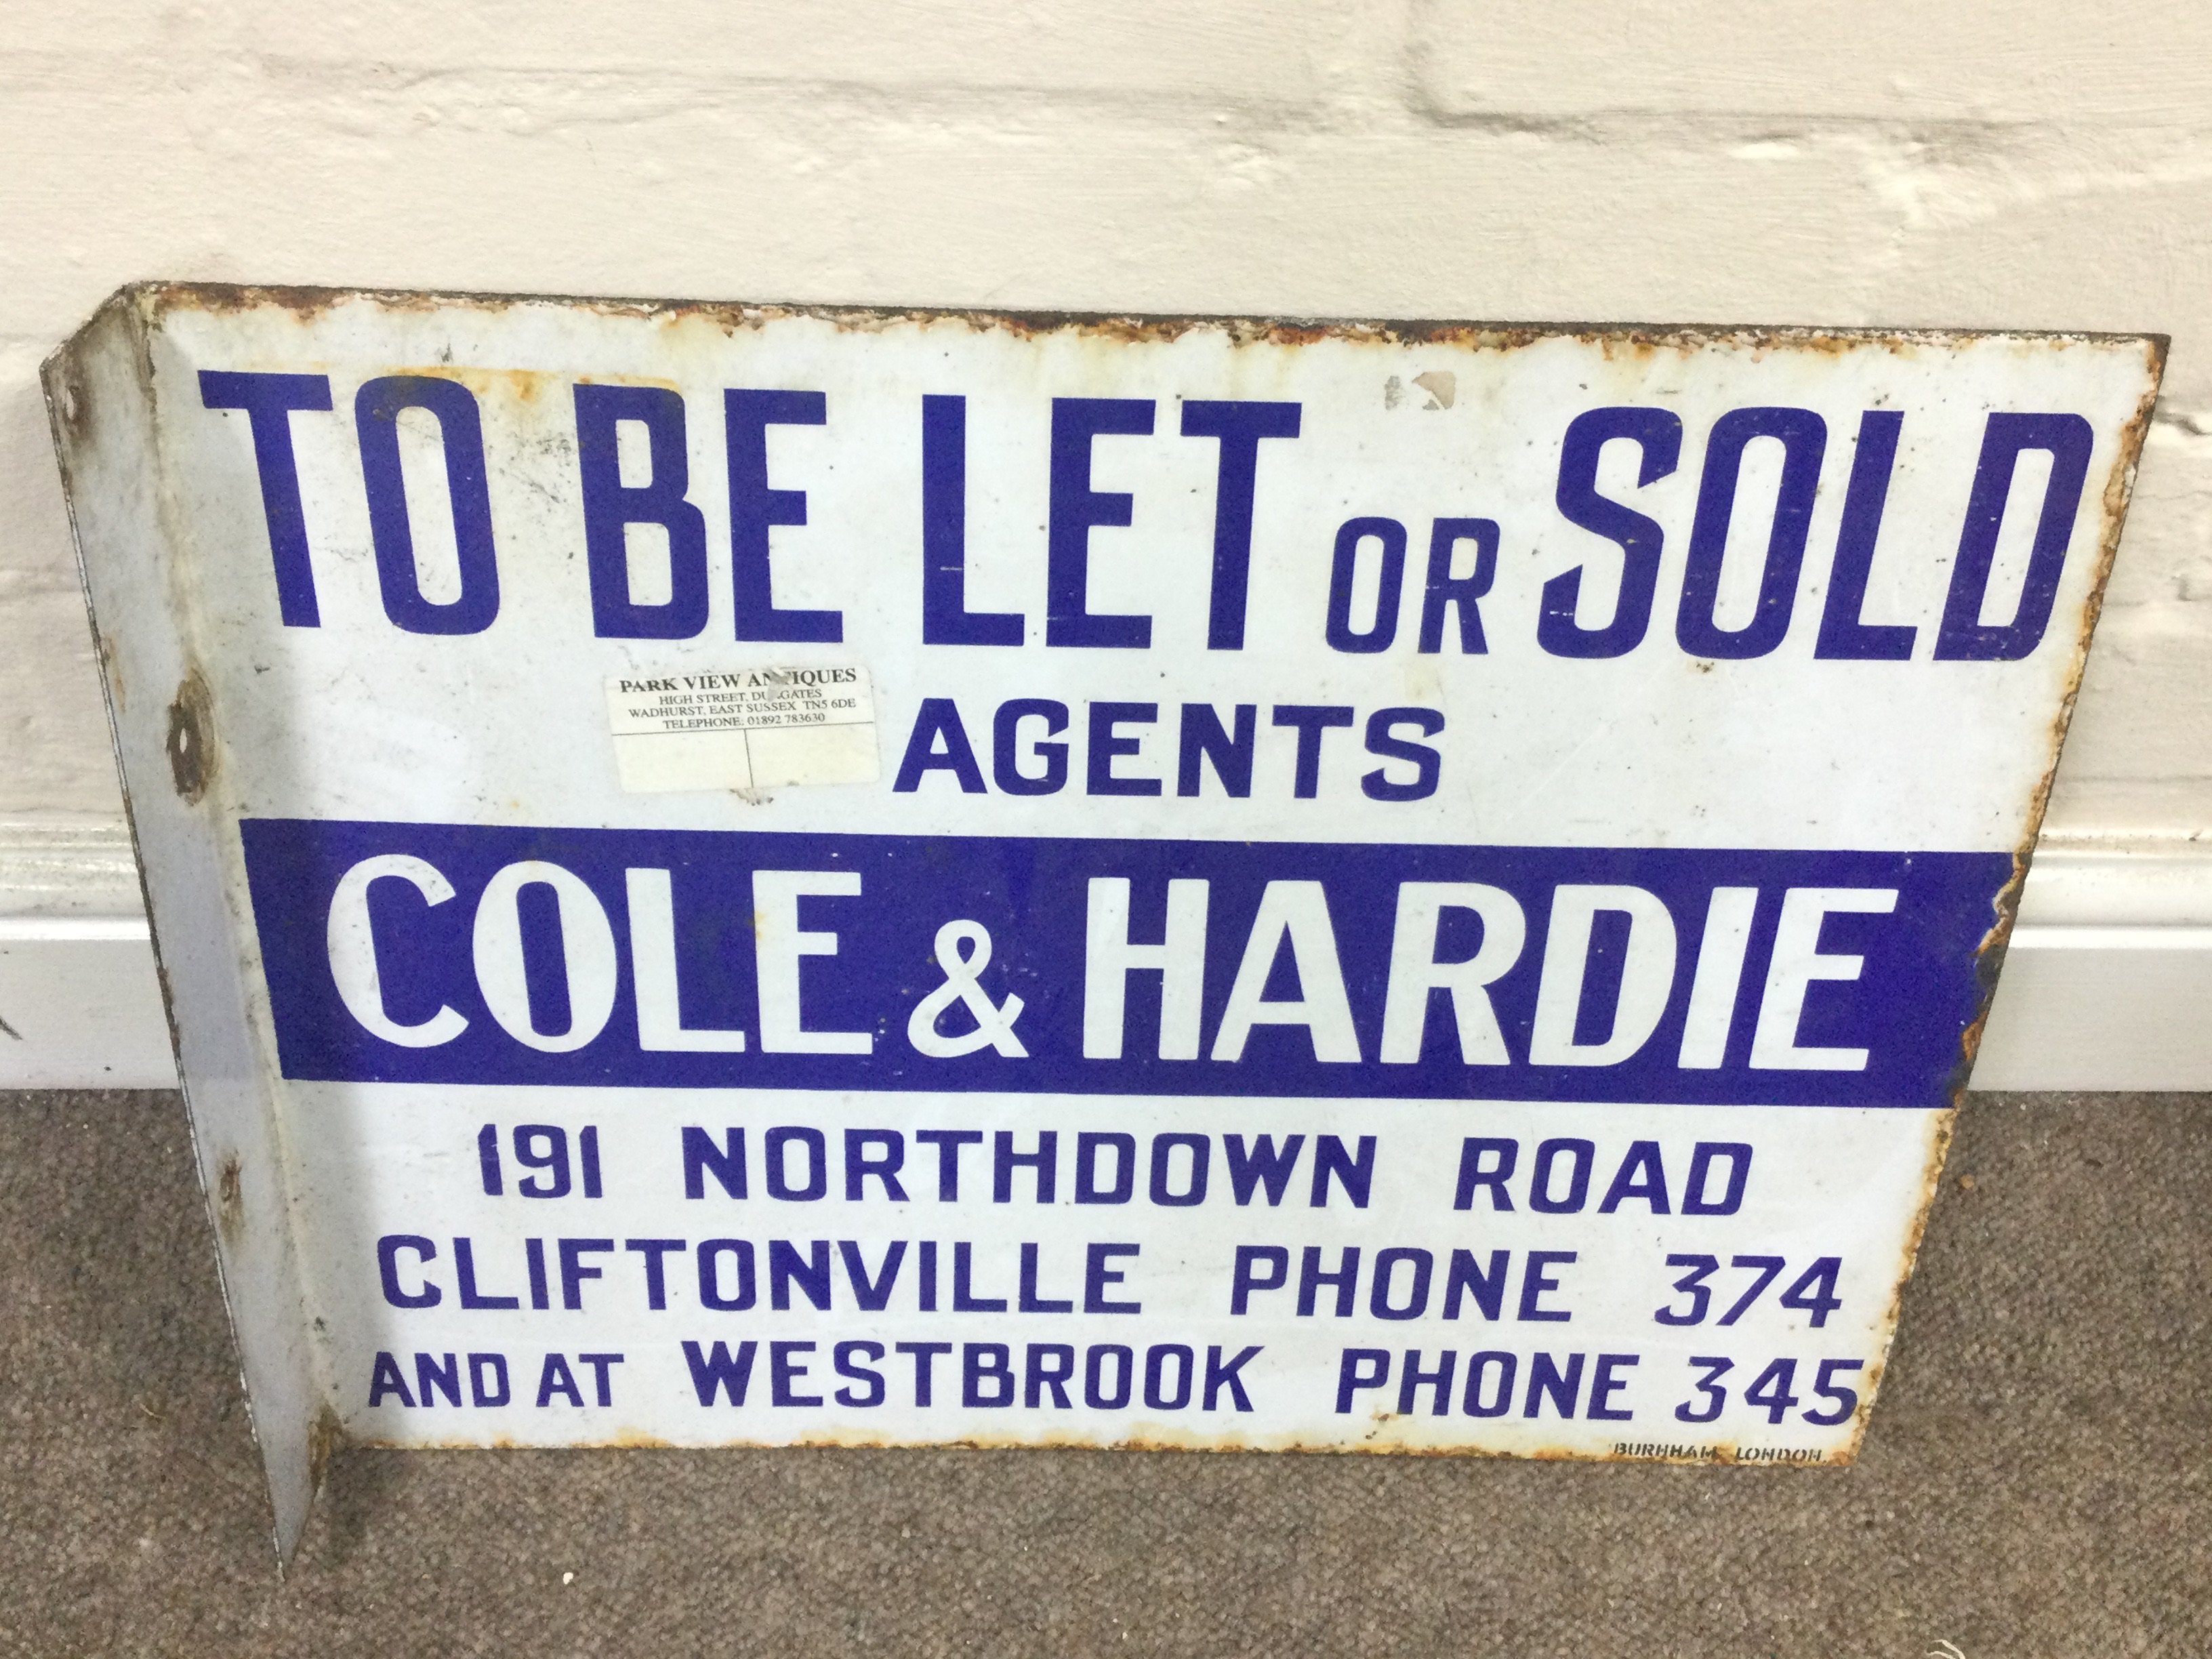 TO BE LET OR SOLD
PARK VIEW ANTIQUES
HIGH STREET,
WADHURST, EAST SUSSEX TN5 6DE
TELEPHONE: 01892 783630
AGENTS
COLE & HARDIE
191 NORTHDOWN ROAD
CLIFTONVILLE PHONE 374
AND AT WESTBROOK PHONE 345
BURNHAM LONDON.